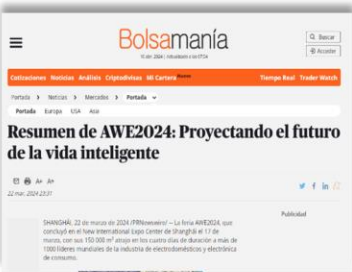 Bolsamanía
Buscar
Acceder
Cotizaciones Noticias Análisis Criptodivisas Mi Cartera Nuevo
Tiempo Real Trader Watch
Portada > Noticias > Mercados > Portada
Portada Europa USA Asia
Resumen de AWE2024: Proyectando el futuro
de la vida inteligente
A- A+
22 mar, 2024 23:31
Publicidad
SHANGHÁI, 22 de marzo de 2024 /PRNewswire/ -- La feria AWE2024, que
concluyó en el New International Expo Center de Shanghái el 17 de
marzo, con sus 150 000 m² atrajo en los cuatro días de duración a más de
1000 líderes mundiales de la industria de electrodomésticos y electrónica
de consumo.